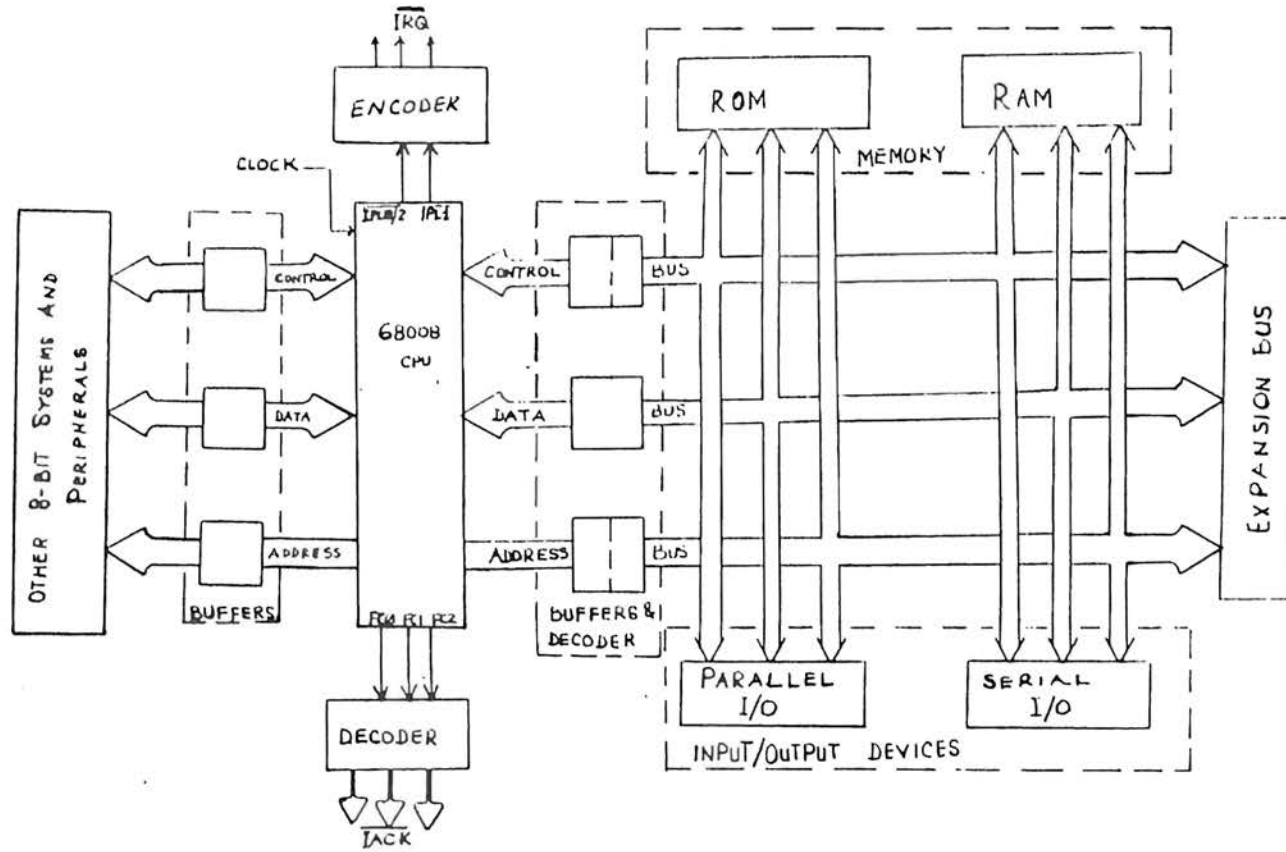 IRQ
ENCODER
CLOCK
IPL0/2 IPL1
ROM
RAM
MEMORY
OTHER 8-BIT SYSTEMS AND
PERIPHERALS
CONTROL
CONTROL
BUS
68008
CPU
DATA
DATA
BUS
ADDRESS
ADDRESS
BUS
EXPANSION BUS
BUFFERS
FC0 FC1 FC2
BUFFERS &
DECODER
PARALLEL
I/O
SERIAL
I/O
DECODER
INPUT/OUTPUT DEVICES
IACK